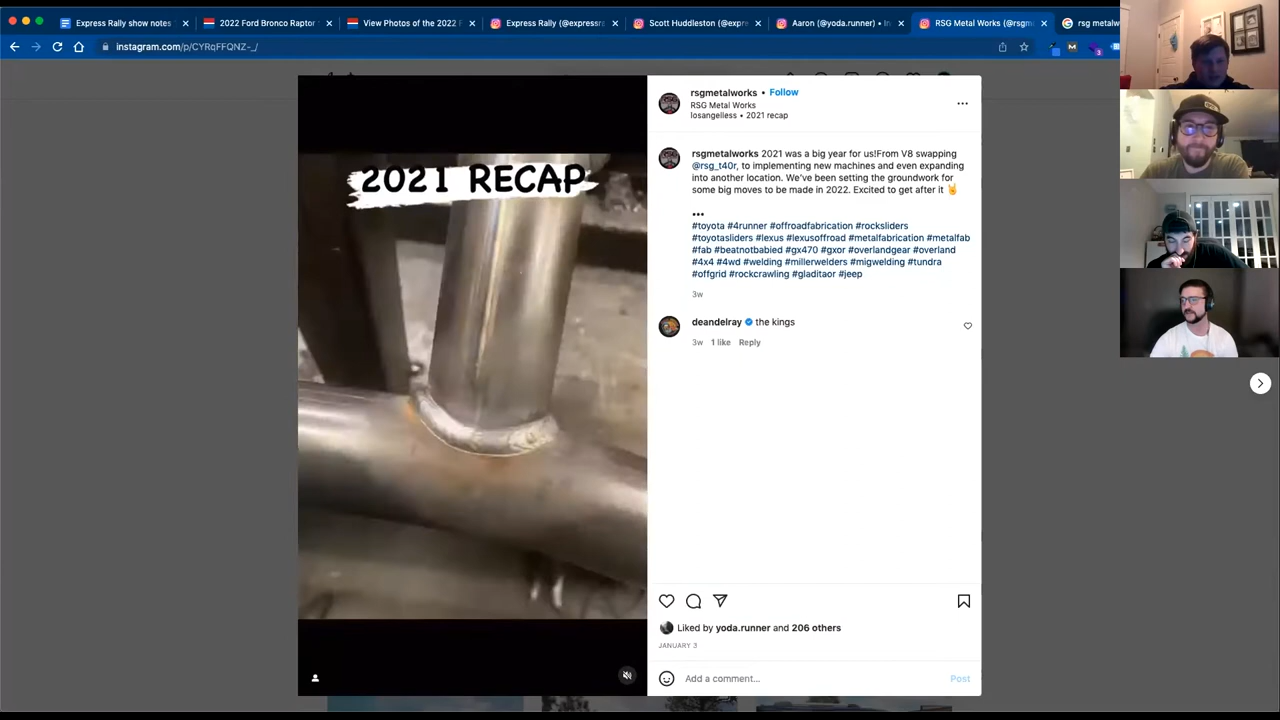 Express Rally show notes
2022 Ford Bronco Raptor
View Photos of the 2022 F
Express Rally (@expressr
Scott Huddleston (@expre
Aaron (@yoda.runner) • In
RSG Metal Works (@rsgm
rsg metalw
instagram.com/p/CYRqFFQNZ-_/
2021 RECAP
rsgmetalworks • Follow
RSG Metal Works
losangelless • 2021 recap
rsgmetalworks 2021 was a big year for us!From V8 swapping
@rsg_t40r, to implementing new machines and even expanding
into another location. We've been setting the groundwork for
some big moves to be made in 2022. Excited to get after it 🤘
•••
#toyota #4runner #offroadfabrication #rocksliders
#toyotasliders #lexus #lexusoffroad #metalfabrication #metalfab
#fab #beatnotbabied #gx470 #gxor #overlandgear #overland
#4x4 #4wd #welding #millerwelders #migwelding #tundra
#offgrid #rockcrawling #gladitaor #jeep
3w
deandelray the kings
3w 1 like Reply
Liked by yoda.runner and 206 others
JANUARY 3
Add a comment...
Post